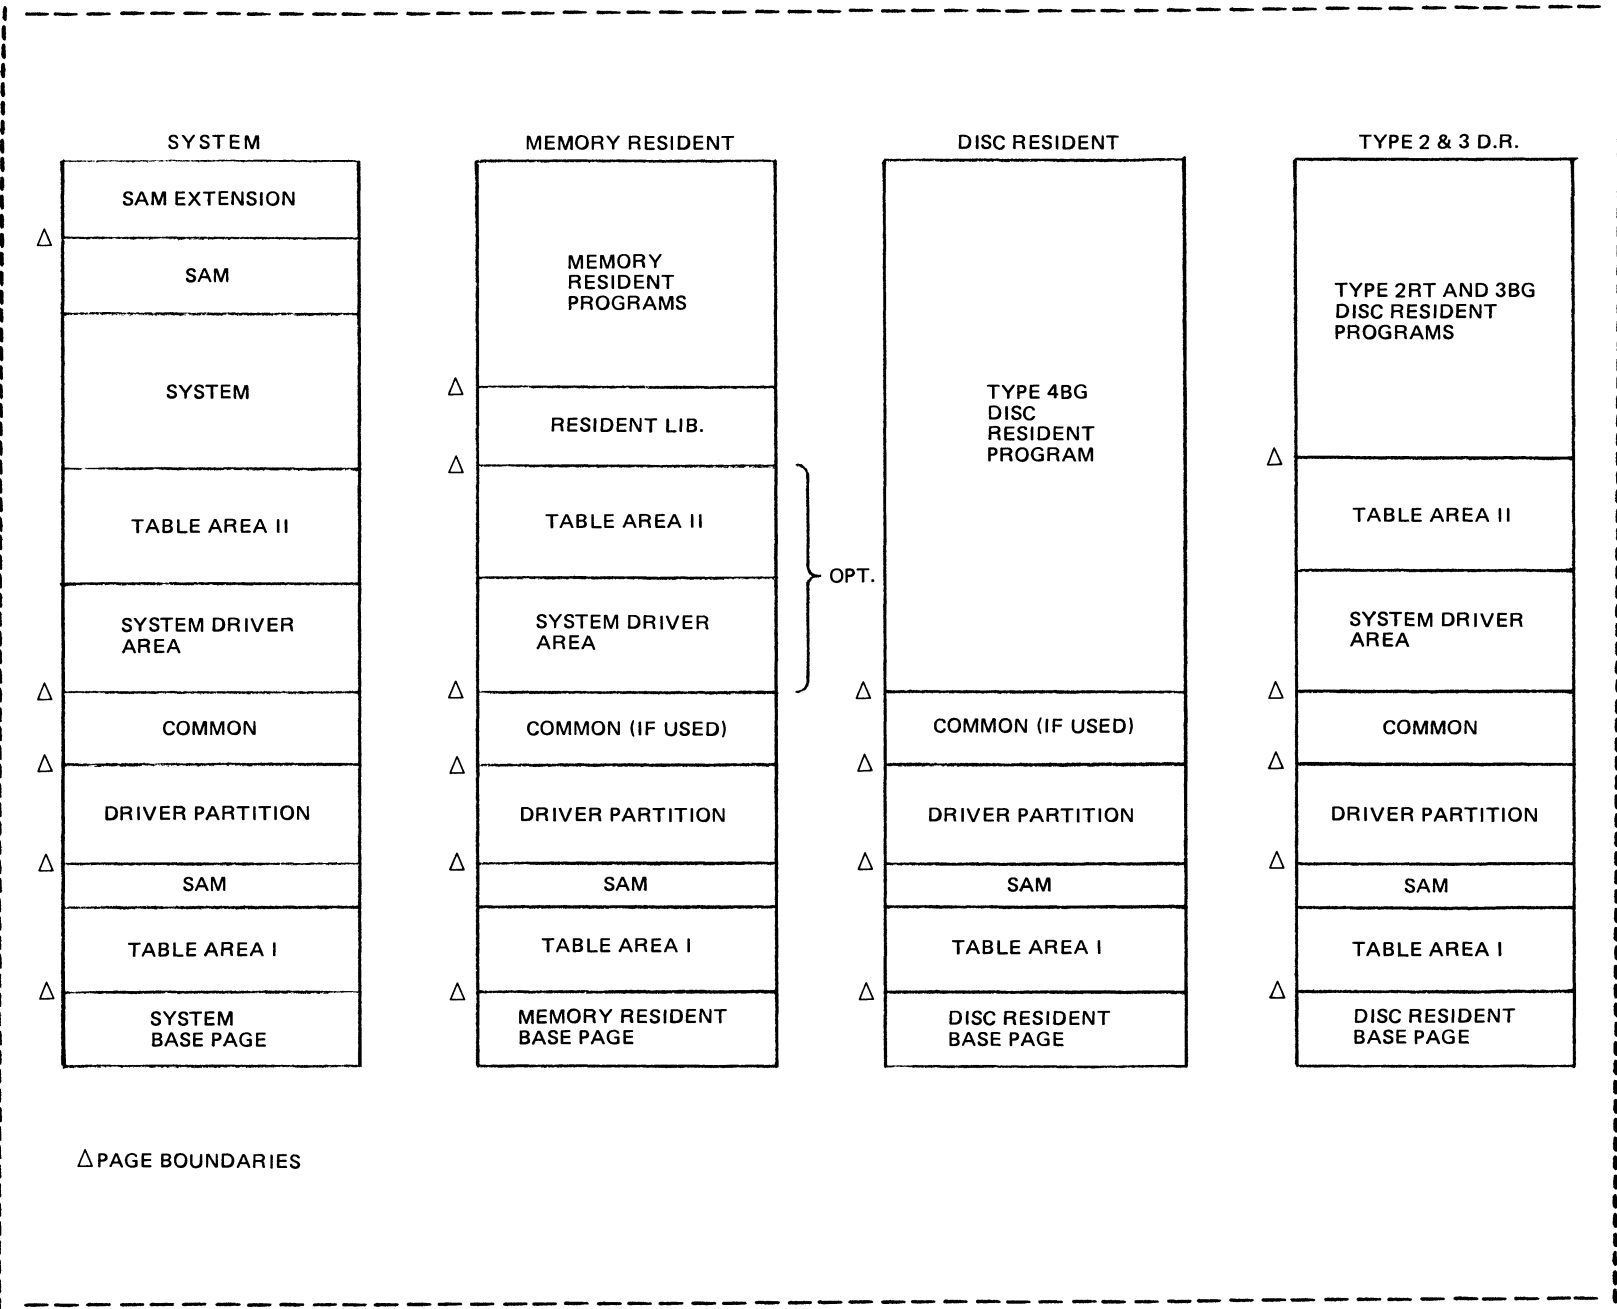 SYSTEM
SAM EXTENSION
Δ
SAM
SYSTEM
TABLE AREA II
SYSTEM DRIVER
AREA
Δ
COMMON
Δ
DRIVER PARTITION
Δ
SAM
TABLE AREA I
Δ
SYSTEM
BASE PAGE
MEMORY RESIDENT
MEMORY
RESIDENT
PROGRAMS
Δ
RESIDENT LIB.
Δ
TABLE AREA II
SYSTEM DRIVER
AREA
OPT.
Δ
COMMON (IF USED)
Δ
DRIVER PARTITION
Δ
SAM
TABLE AREA I
Δ
MEMORY RESIDENT
BASE PAGE
DISC RESIDENT
TYPE 4BG
DISC
RESIDENT
PROGRAM
Δ
COMMON (IF USED)
Δ
DRIVER PARTITION
Δ
SAM
TABLE AREA I
Δ
DISC RESIDENT
BASE PAGE
TYPE 2 & 3 D.R.
TYPE 2RT AND 3BG
DISC RESIDENT
PROGRAMS
Δ
TABLE AREA II
SYSTEM DRIVER
AREA
Δ
COMMON
Δ
DRIVER PARTITION
Δ
SAM
TABLE AREA I
Δ
DISC RESIDENT
BASE PAGE
Δ PAGE BOUNDARIES